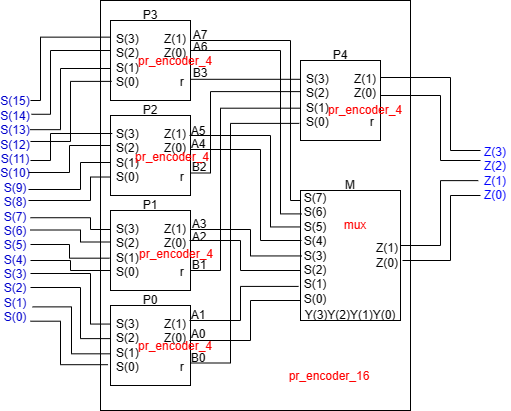 P3
S(3) Z(1) A7
S(2) Z(0) A6
S(1) pr_encoder_4
S(0) r B3
P4
S(3) Z(1)
S(2) Z(0)
S(1) pr_encoder_4
S(0) r
S(15)
S(14)
S(13)
S(12)
S(11)
S(10)
S(9)
S(8)
S(7)
S(6)
S(5)
S(4)
S(3)
S(2)
S(1)
S(0)
P2
S(3) Z(1) A5
S(2) Z(0) A4
S(1) pr_encoder_4
S(0) r B2
P1
S(3) Z(1) A3
S(2) Z(0) A2
S(1) pr_encoder_4
S(0) r B1
P0
S(3) Z(1) A1
S(2) Z(0) A0
S(1) pr_encoder_4
S(0) r B0
M
S(7)
S(6)
mux
S(5)
S(4)
S(3) Z(1)
S(2) Z(0)
S(1)
S(0)
Y(3)Y(2)Y(1)Y(0)
Z(3)
Z(2)
Z(1)
Z(0)
pr_encoder_16